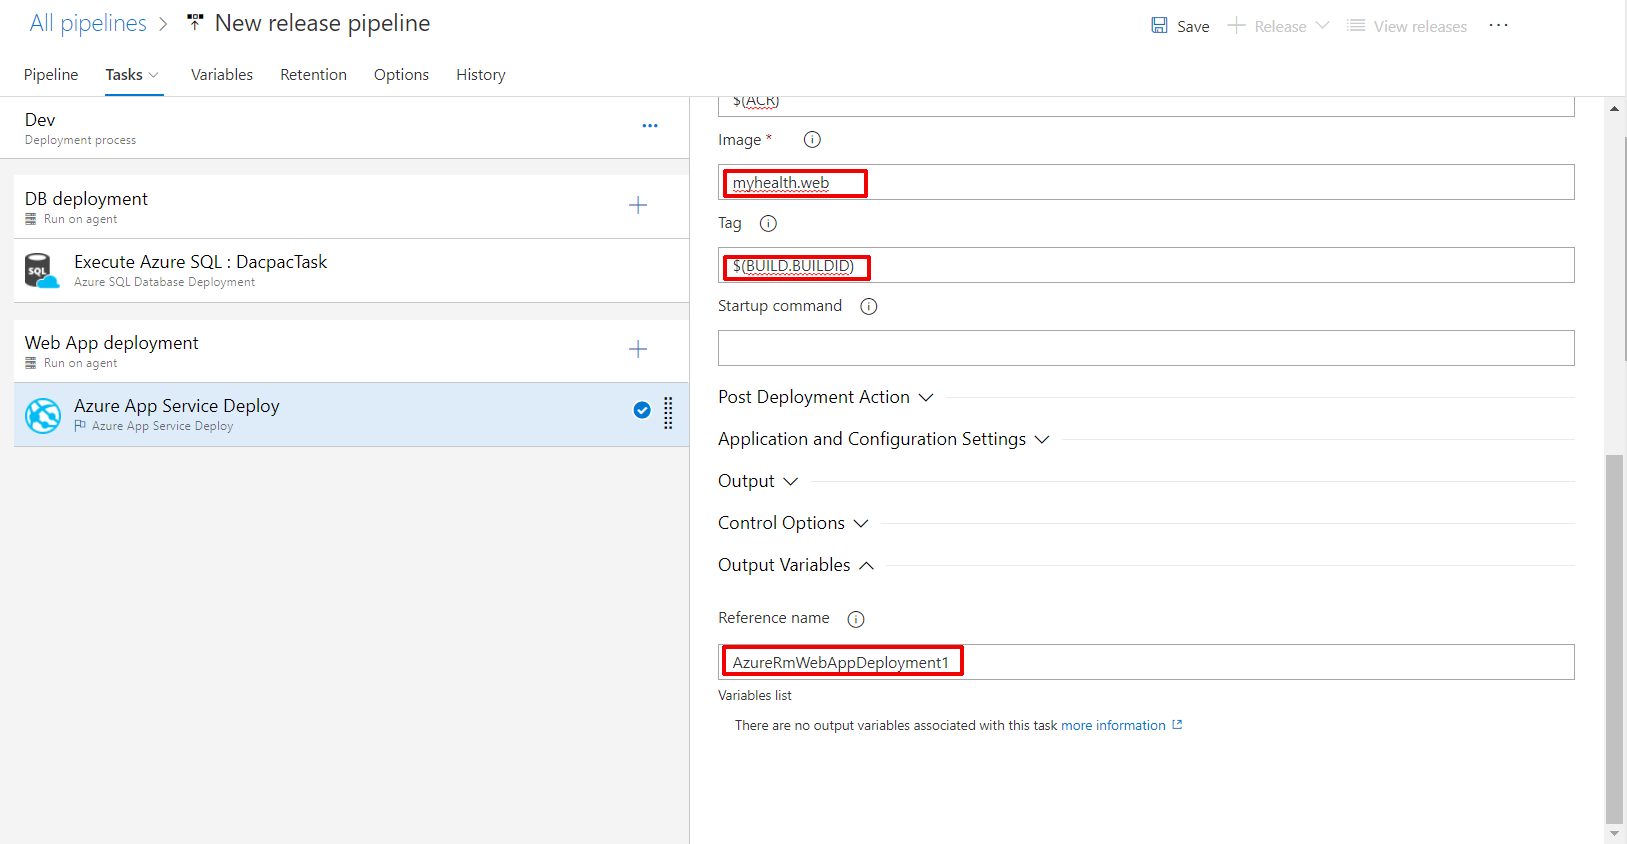 All pipelines > New release pipeline
Save
Release
View releases
Pipeline
Tasks
Variables
Retention
Options
History
Dev
Deployment process
DB deployment
Run on agent
Execute Azure SQL : DacpacTask
Azure SQL Database Deployment
Web App deployment
Run on agent
Azure App Service Deploy
Azure App Service Deploy
$(ACR)
Image *
myhealth.web
Tag
$(BUILD.BUILDID)
Startup command
Post Deployment Action
Application and Configuration Settings
Output
Control Options
Output Variables
Reference name
AzureRmWebAppDeployment1
Variables list
There are no output variables associated with this task more information